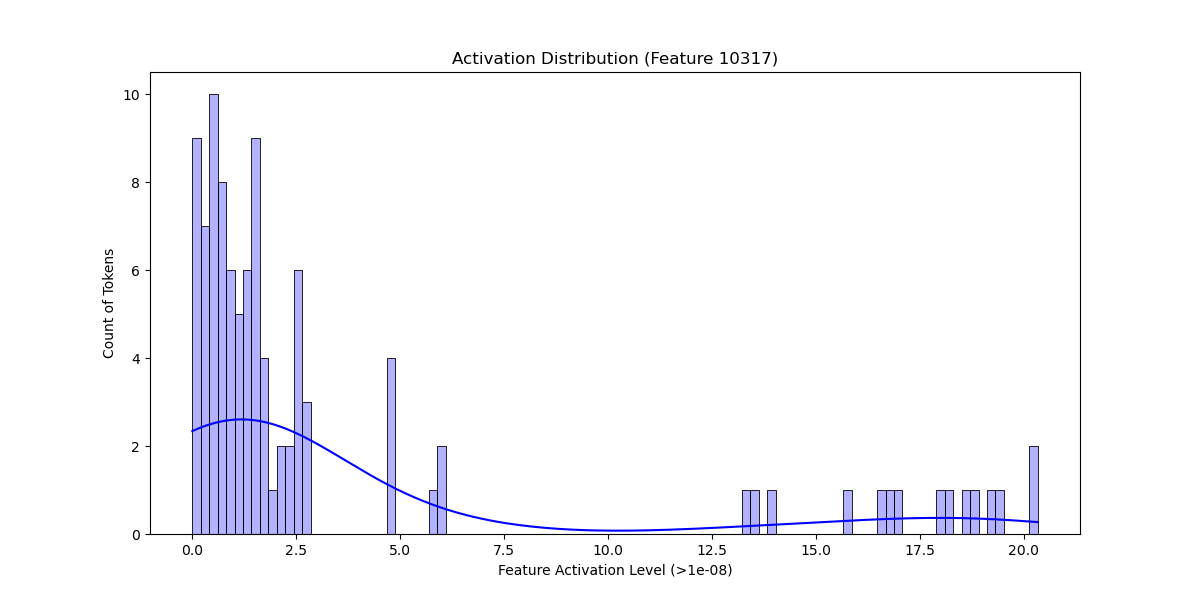 Activation Distribution (Feature 10317)
10
8
6
4
2
0
Count of Tokens
0.0 2.5 5.0 7.5 10.0 12.5 15.0 17.5 20.0
Feature Activation Level (>1e-08)